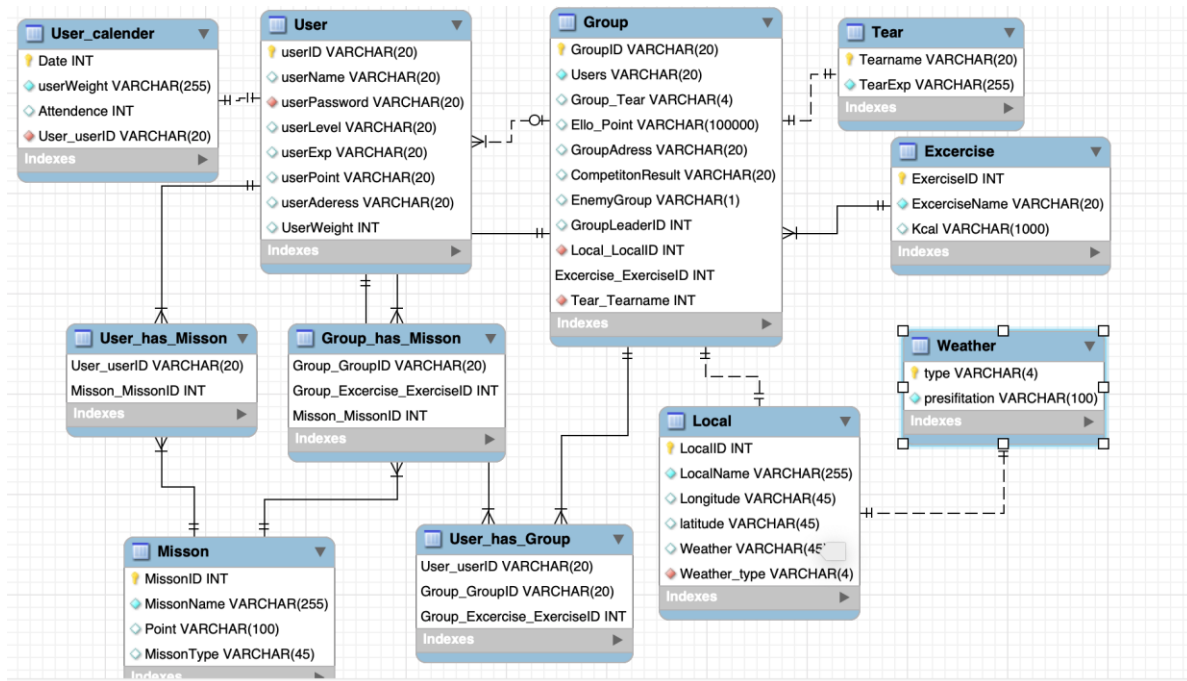 User_calender
Date INT
userWeight VARCHAR(255)
Attendence INT
User_userID VARCHAR(20)
Indexes
User
userID VARCHAR(20)
userName VARCHAR(20)
userPassword VARCHAR(20)
userLevel VARCHAR(20)
userExp VARCHAR(20)
userPoint VARCHAR(20)
userAderess VARCHAR(20)
UserWeight INT
Indexes
Group
GroupID VARCHAR(20)
Users VARCHAR(20)
Group_Tear VARCHAR(4)
Ello_Point VARCHAR(100000)
GroupAdress VARCHAR(20)
CompetitonResult VARCHAR(20)
EnemyGroup VARCHAR(1)
GroupLeaderID INT
Local_LocalID INT
Excercise_ExerciseID INT
Tear_Tearname INT
Indexes
Tear
Tearname VARCHAR(20)
TearExp VARCHAR(255)
Indexes
Excercise
ExerciseID INT
ExcerciseName VARCHAR(20)
Kcal VARCHAR(1000)
Indexes
User_has_Misson
User_userID VARCHAR(20)
Misson_MissonID INT
Indexes
Group_has_Misson
Group_GroupID VARCHAR(20)
Group_Excercise_ExerciseID INT
Misson_MissonID INT
Indexes
Weather
type VARCHAR(4)
presifitation VARCHAR(100)
Indexes
Local
LocalID INT
LocalName VARCHAR(255)
Longitude VARCHAR(45)
latitude VARCHAR(45)
Weather VARCHAR(45)
Weather_type VARCHAR(4)
Indexes
Misson
MissonID INT
MissonName VARCHAR(255)
Point VARCHAR(100)
MissonType VARCHAR(45)
Indexes
User_has_Group
User_userID VARCHAR(20)
Group_GroupID VARCHAR(20)
Group_Excercise_ExerciseID INT
Indexes